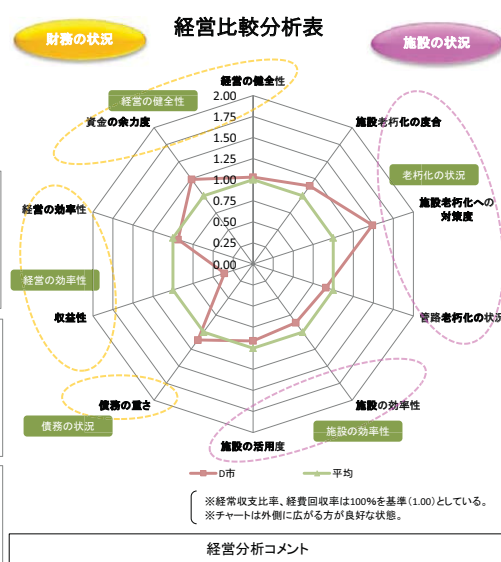 経営比較分析表
財務の状況
施設の状況
経営の健全性
経営の健全性
資金の余力度
施設老朽化の度合
老朽化の状況
施設老朽化への
対策度
経営の効率性
経営の効率性
収益性
管路老朽化の状況
債務の重さ
債務の状況
施設の効率性
施設の効率性
施設の活用度
2.00
1.75
1.50
1.25
1.00
0.75
0.50
0.25
0.00
D市
平均
※経常収支比率、経費回収率は100%を基準(1.00)としている。
※チャートは外側に広がる方が良好な状態。
経営分析コメント